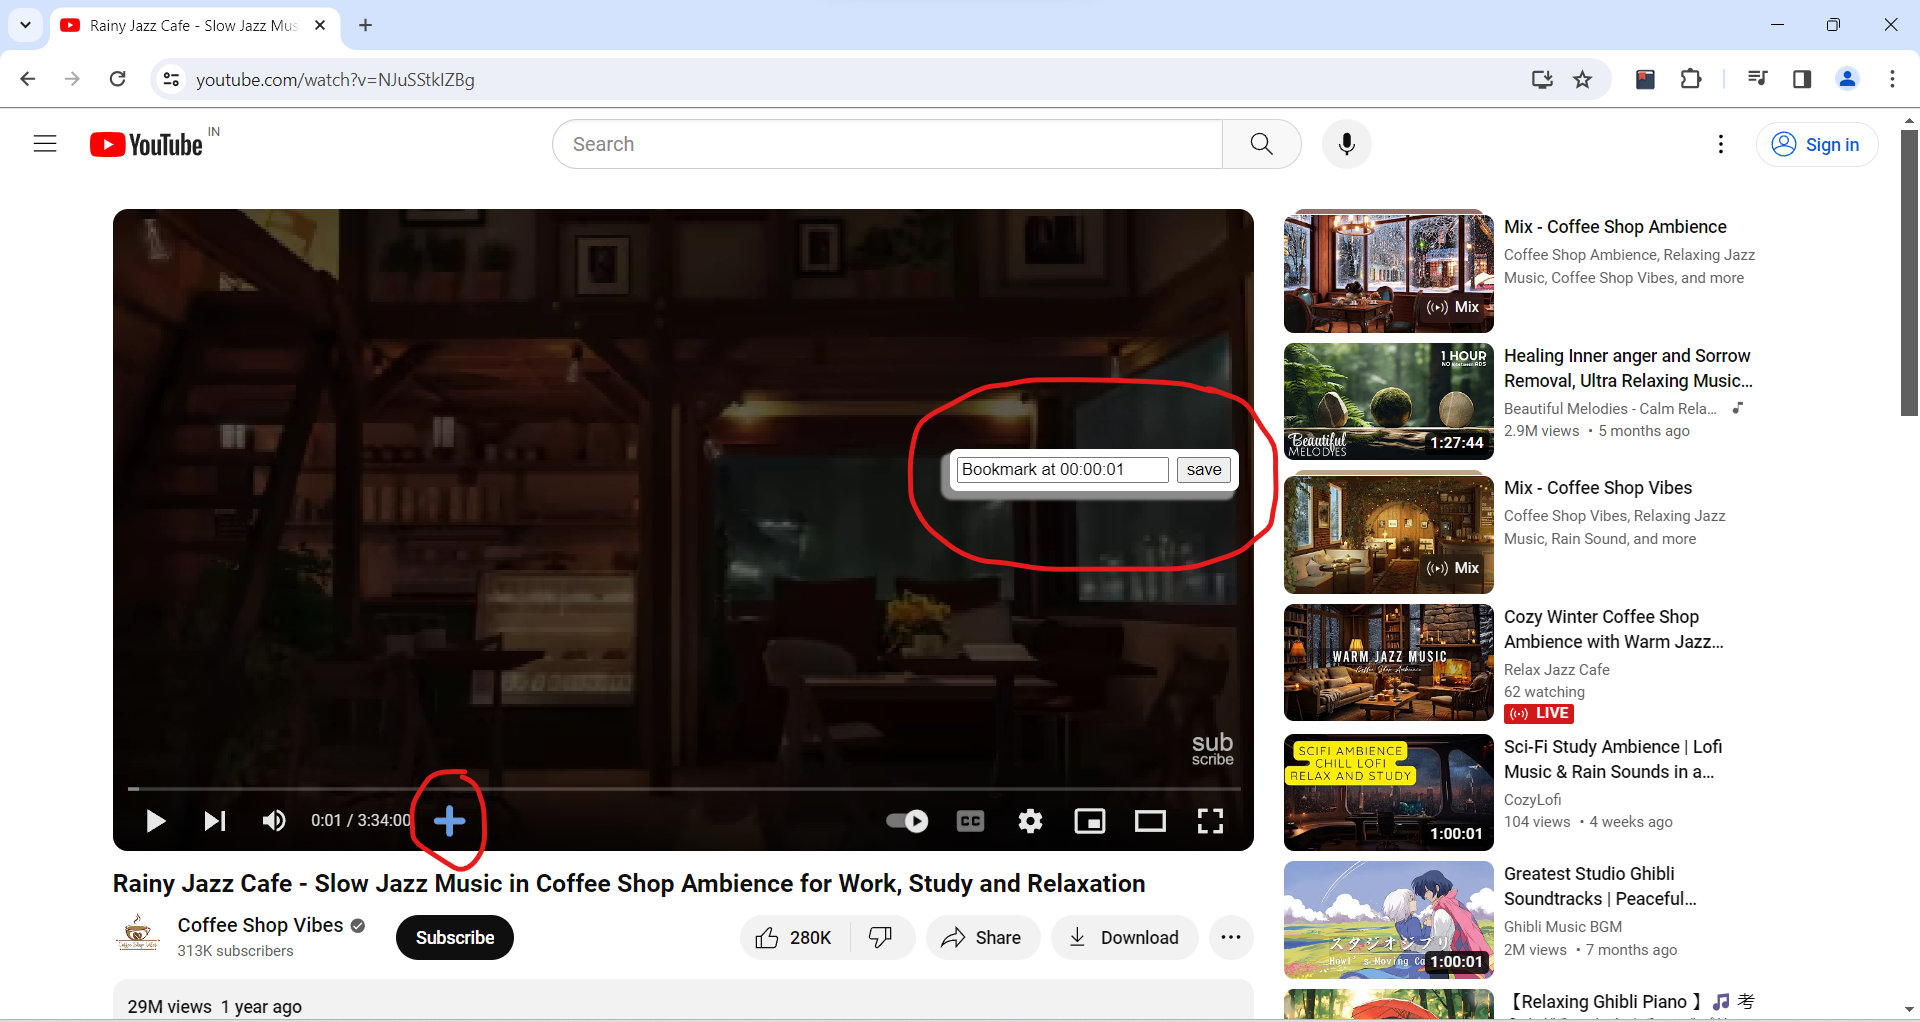 Rainy Jazz Cafe - Slow Jazz Mus
youtube.com/watch?v=NJuSStkIZBg
YouTube IN
Search
Sign in
Bookmark at 00:00:01
save
sub
scribe
0:01 / 3:34:00
CC
Rainy Jazz Cafe - Slow Jazz Music in Coffee Shop Ambience for Work, Study and Relaxation
Coffee Shop Vibes
313K subscribers
Subscribe
280K
Share
Download
29M views 1 year ago
Mix
Mix - Coffee Shop Ambience
Coffee Shop Ambience, Relaxing Jazz
Music, Coffee Shop Vibes, and more
1 HOUR
Beautiful
MELODIES
1:27:44
Healing Inner anger and Sorrow
Removal, Ultra Relaxing Music...
Beautiful Melodies - Calm Rela...
2.9M views • 5 months ago
Mix
Mix - Coffee Shop Vibes
Coffee Shop Vibes, Relaxing Jazz
Music, Rain Sound, and more
WARM JAZZ MUSIC
Coffee Shop Ambience
Cozy Winter Coffee Shop
Ambience with Warm Jazz...
Relax Jazz Cafe
62 watching
LIVE
SCIFI AMBIENCE
CHILL LOFI
RELAX AND STUDY
1:00:01
Sci-Fi Study Ambience | Lofi
Music & Rain Sounds in a...
CozyLofi
104 views • 4 weeks ago
スタジオジブリ
Howl's Moving Ca
1:00:01
Greatest Studio Ghibli
Soundtracks | Peaceful...
Ghibli Music BGM
2M views • 7 months ago
【Relaxing Ghibli Piano 】🎵 考